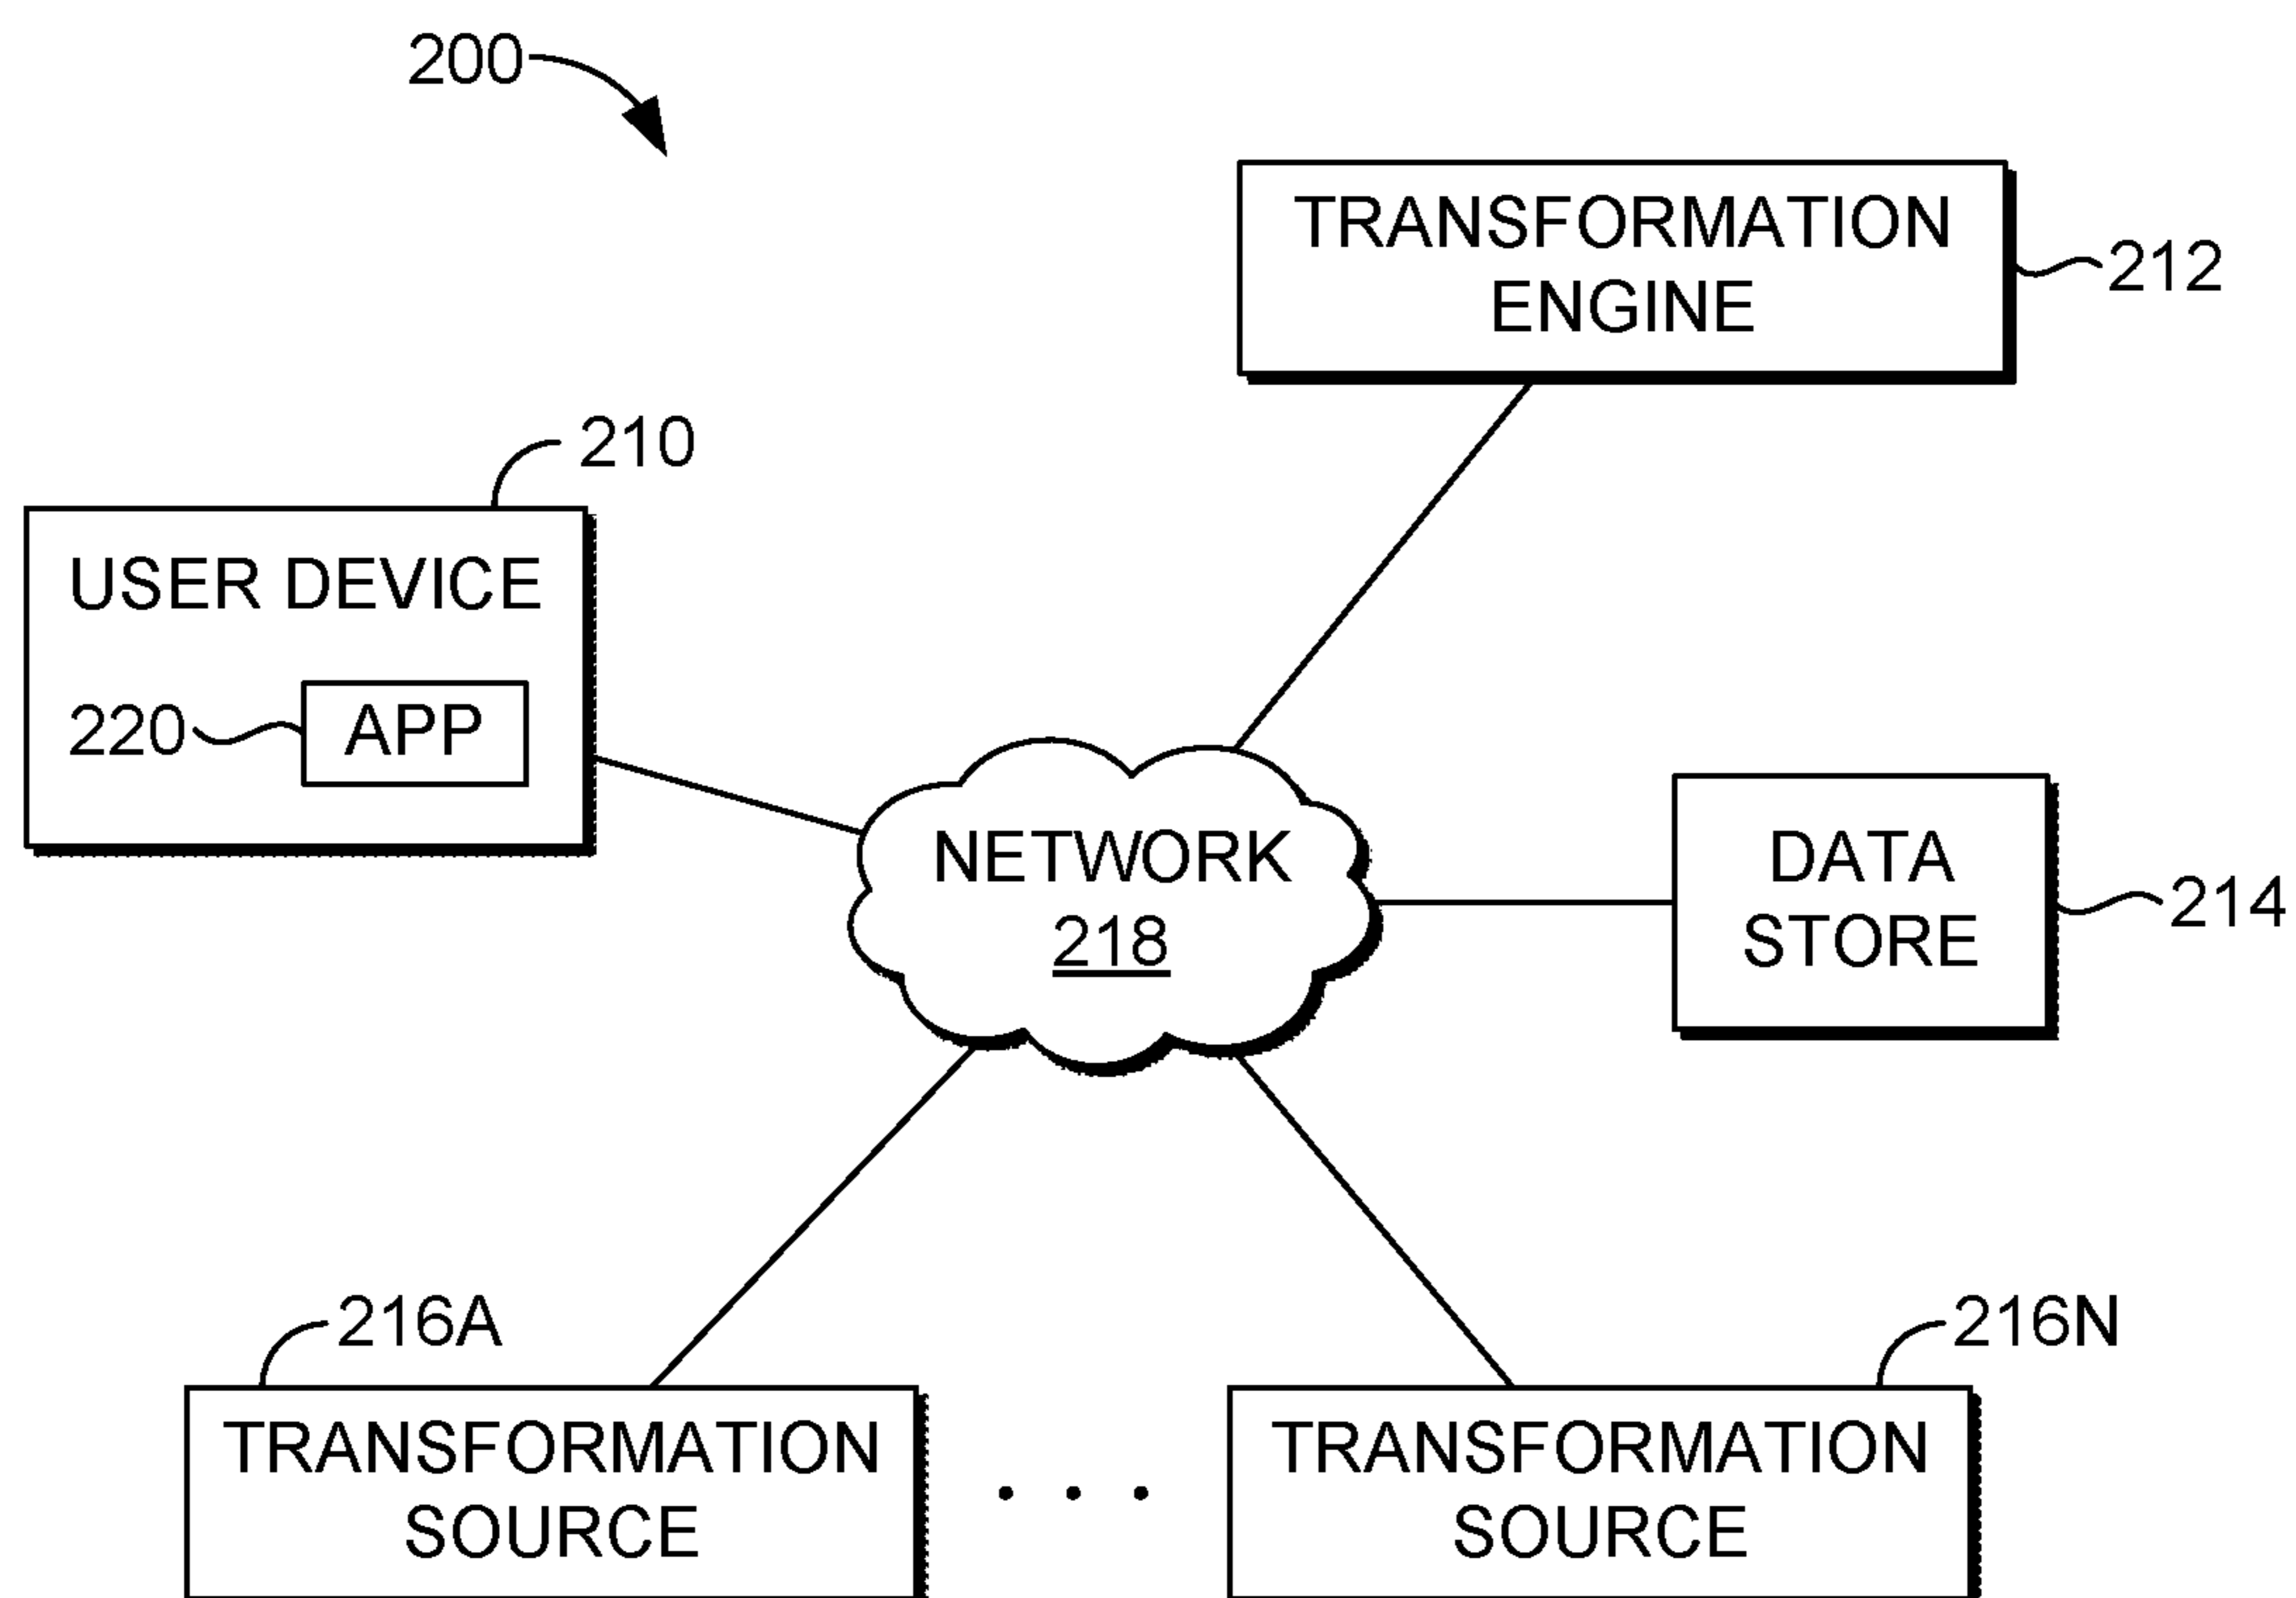 200
TRANSFORMATION
ENGINE
212
210
USER DEVICE
220
APP
NETWORK
218
DATA
STORE
214
216A
TRANSFORMATION
SOURCE
. . .
216N
TRANSFORMATION
SOURCE